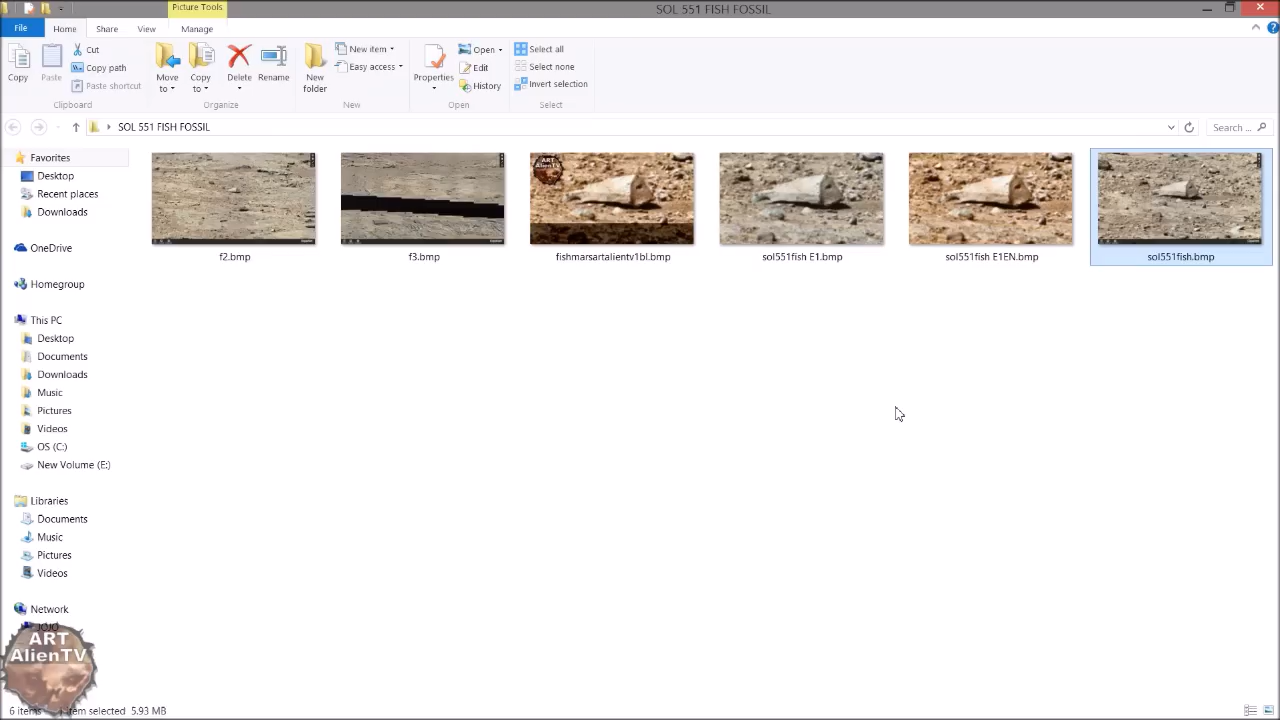 Picture Tools
SOL 551 FISH FOSSIL
File
Home
Share
View
Manage
Copy
Paste
Cut
Copy path
Paste shortcut
Clipboard
Move to
Copy to
Delete
Rename
Organize
New folder
New item
Easy access
New
Properties
Open
Edit
History
Open
Select all
Select none
Invert selection
Select
SOL 551 FISH FOSSIL
Search ...
Favorites
Desktop
Recent places
Downloads
OneDrive
Homegroup
This PC
Desktop
Documents
Downloads
Music
Pictures
Videos
OS (C:)
New Volume (E:)
Libraries
Documents
Music
Pictures
Videos
Network
ART
AlienTV
f2.bmp
f3.bmp
ART
AlienTV
fishmarsartalientv1bl.bmp
sol551fish E1.bmp
sol551fish E1EN.bmp
sol551fish.bmp
6 items
item selected 5.93 MB